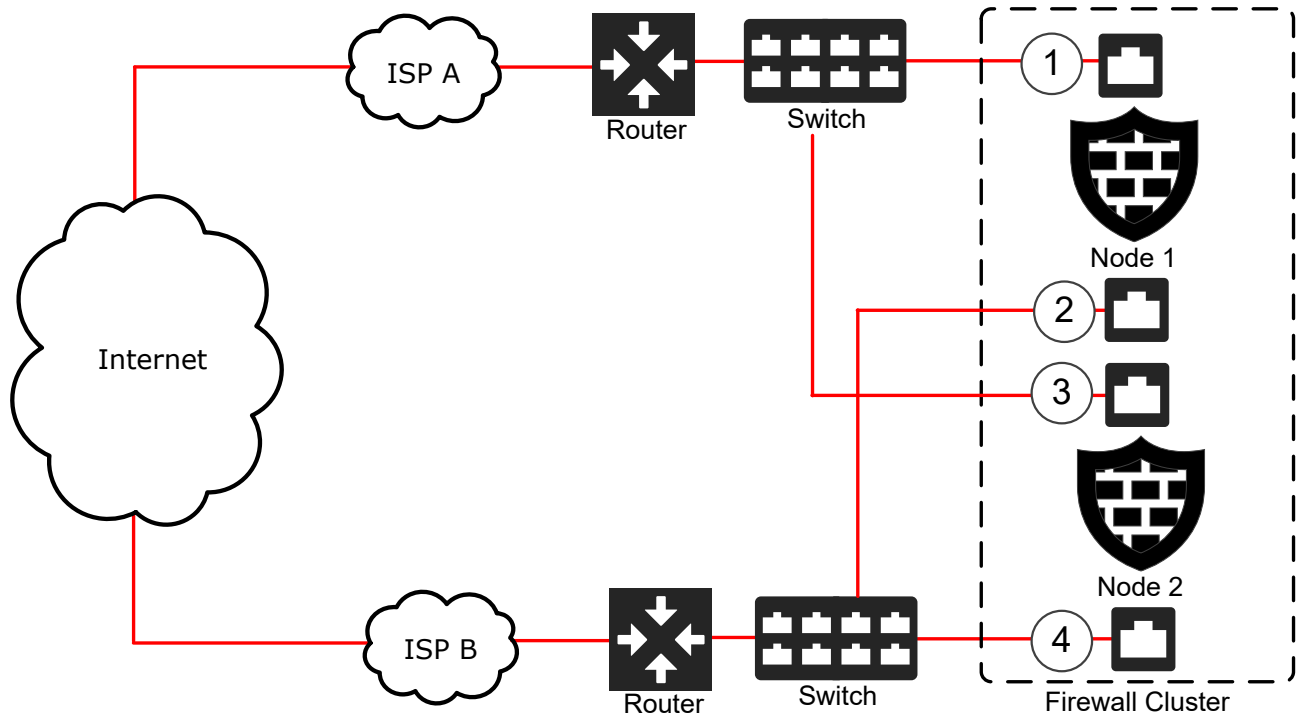 ISP A
Router
Switch
1
Node 1
2
Internet
3
Node 2
ISP B
Router
Switch
4
Firewall Cluster